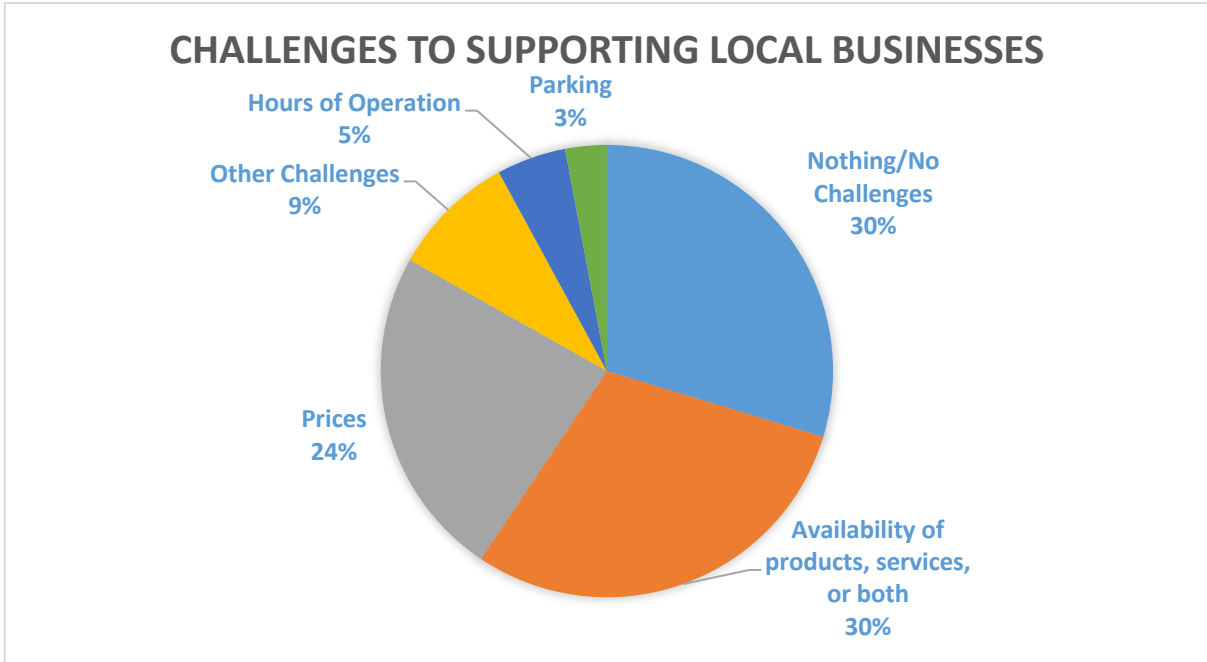 CHALLENGES TO SUPPORTING LOCAL BUSINESSES
Parking
3%
Hours of Operation
5%
Other Challenges
9%
Nothing/No
Challenges
30%
Prices
24%
Availability of
products, services,
or both
30%